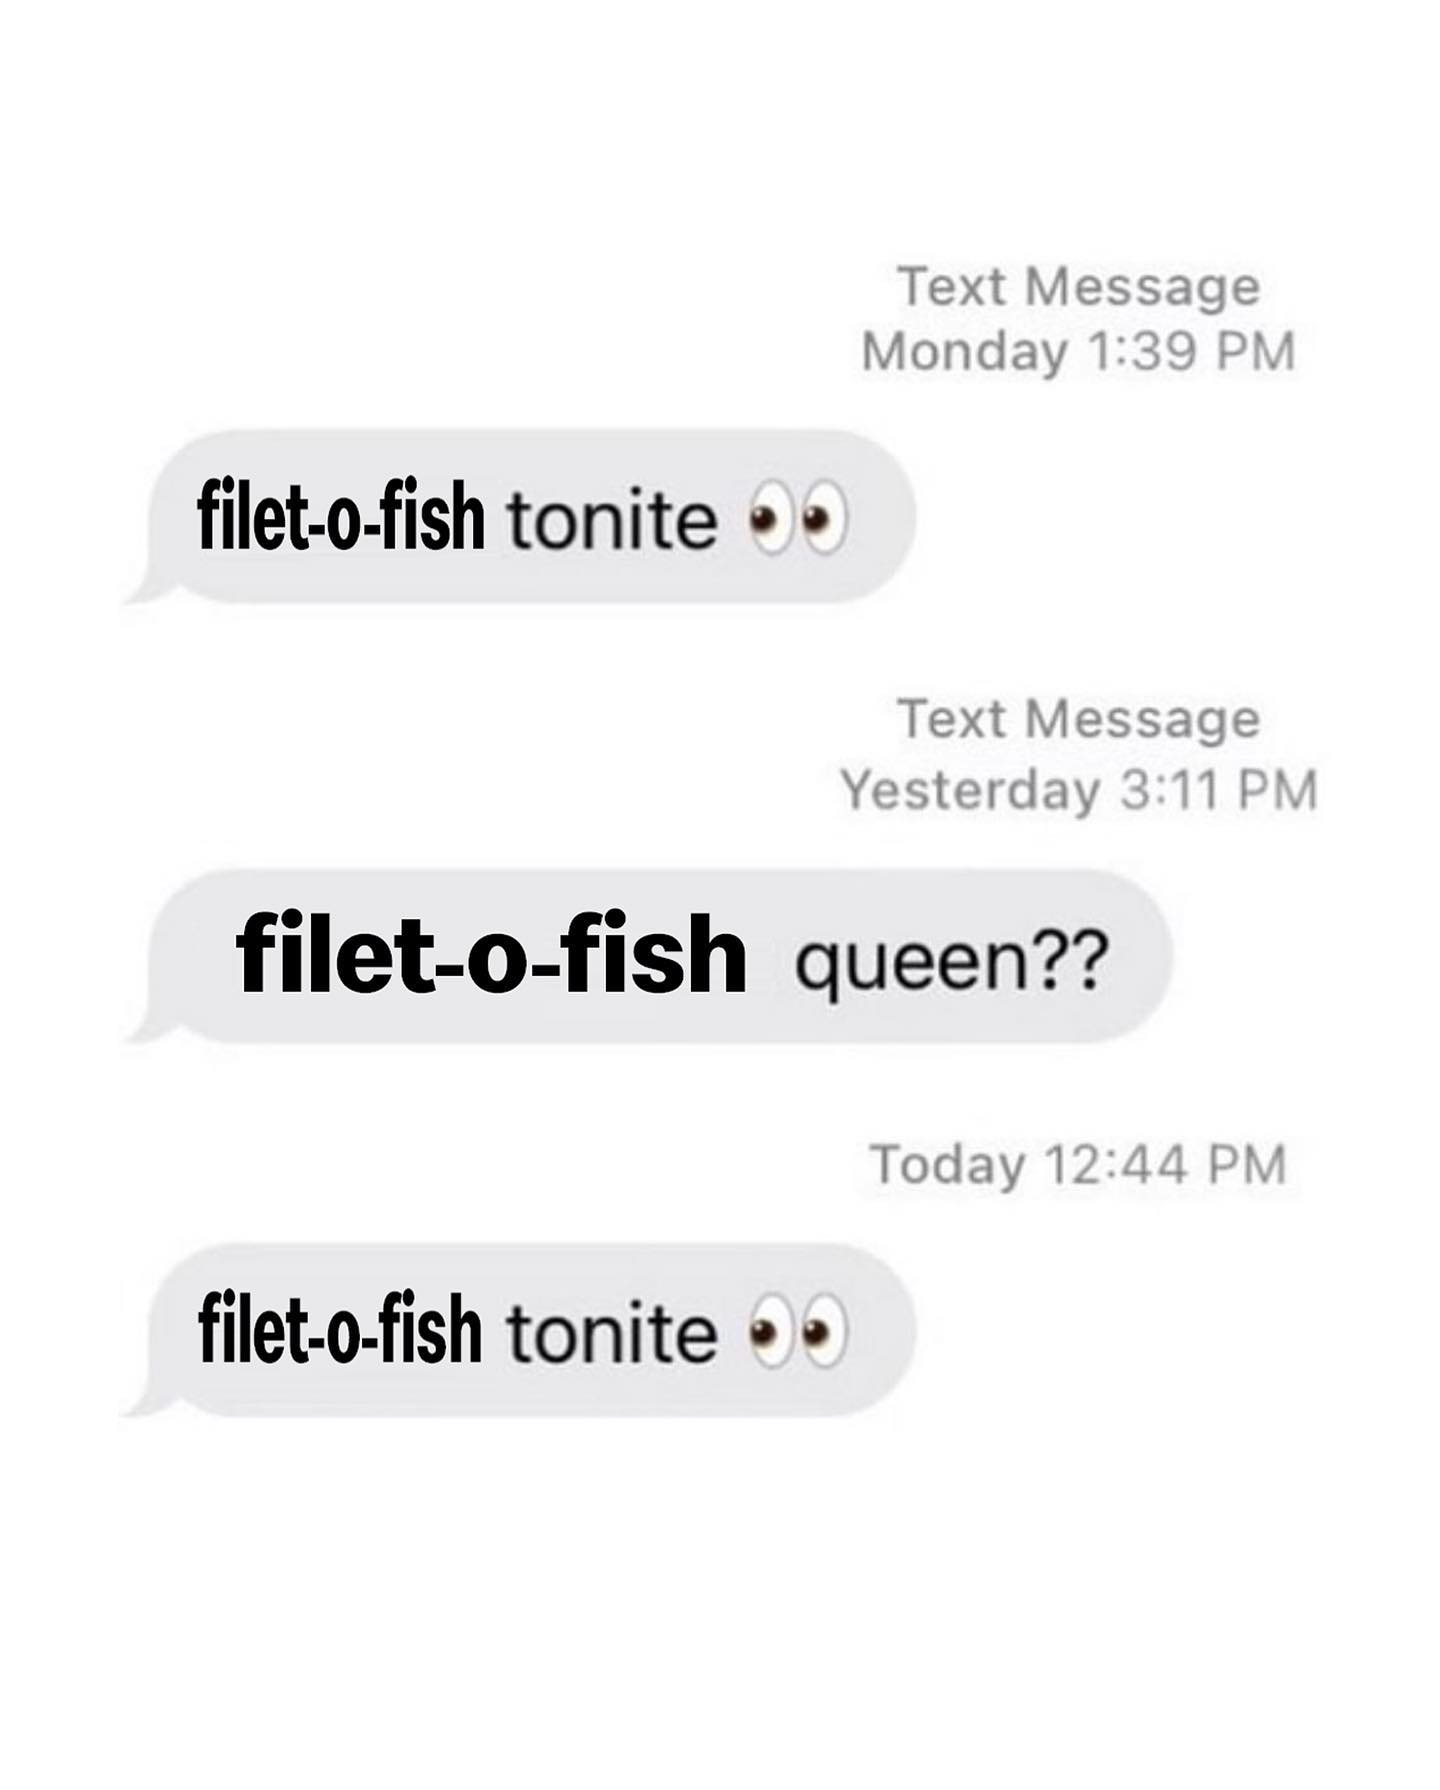 Text Message
Monday 1:39 PM
filet-o-fish tonite 👀
Text Message
Yesterday 3:11 PM
filet-o-fish queen??
Today 12:44 PM
filet-o-fish tonite 👀